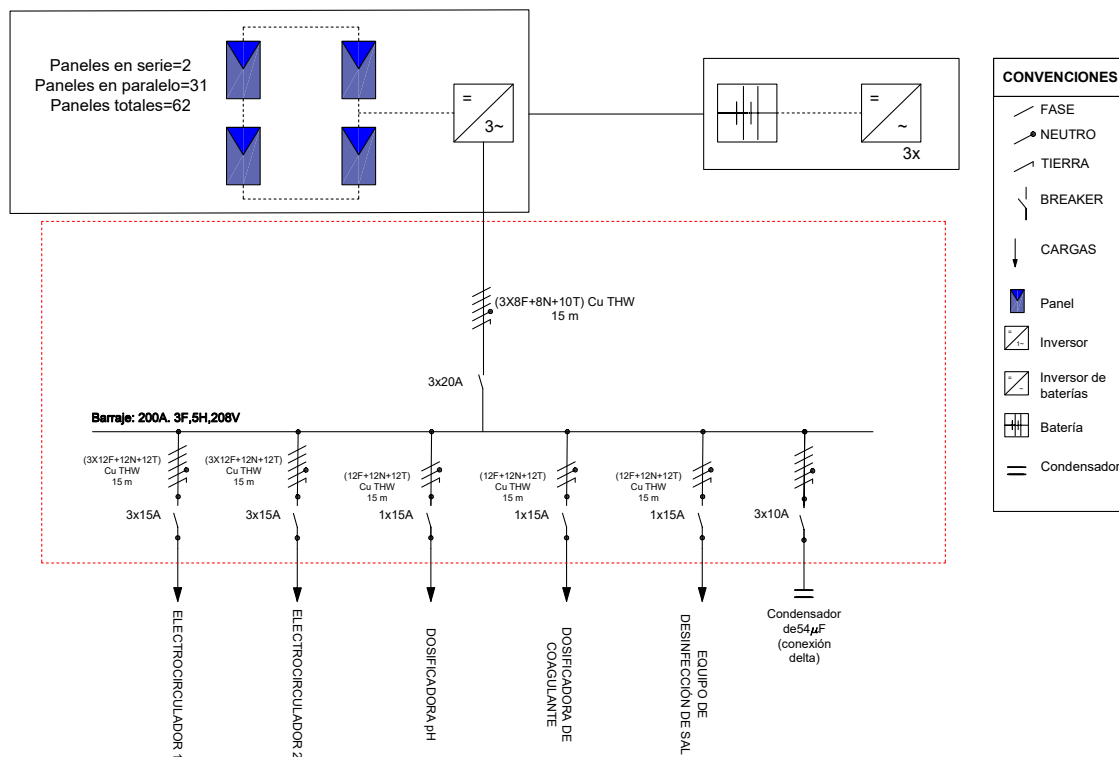 Paneles en serie=2
Paneles en paralelo=31
Paneles totales=62
=
3~
=
~
3x
CONVENCIONES
FASE
NEUTRO
TIERRA
BREAKER
CARGAS
Panel
=
1~
Inversor
=
~
Inversor de
baterías
Batería
Condensador
(3X8F+8N+10T) Cu THW
15 m
3x20A
Barraje: 200A. 3F,5H,208V
(3X12F+12N+12T)
Cu THW
15 m
3x15A
ELECTROCIRCULADOR 1
(3X12F+12N+12T)
Cu THW
15 m
3x15A
ELECTROCIRCULADOR 2
(12F+12N+12T)
Cu THW
15 m
1x15A
DOSIFICADORA pH
(12F+12N+12T)
Cu THW
15 m
1x15A
DOSIFICADORA DE
COAGULANTE
(12F+12N+12T)
Cu THW
15 m
1x15A
EQUIPO DE
DESINFECCIÓN DE SAL
3x10A
Condensador
de54μF
(conexión
delta)